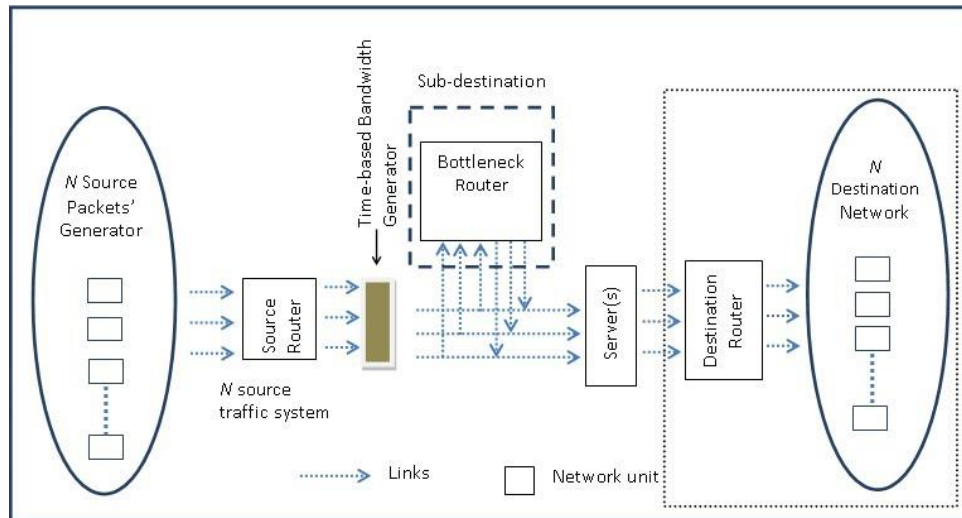 Sub-destination
Time-based Bandwidth
Generator
Bottleneck
Router
N Source
Packets’
Generator
N
Destination
Network
Source
Router
Server(s)
Destination
Router
N source
traffic system
Links
Network unit